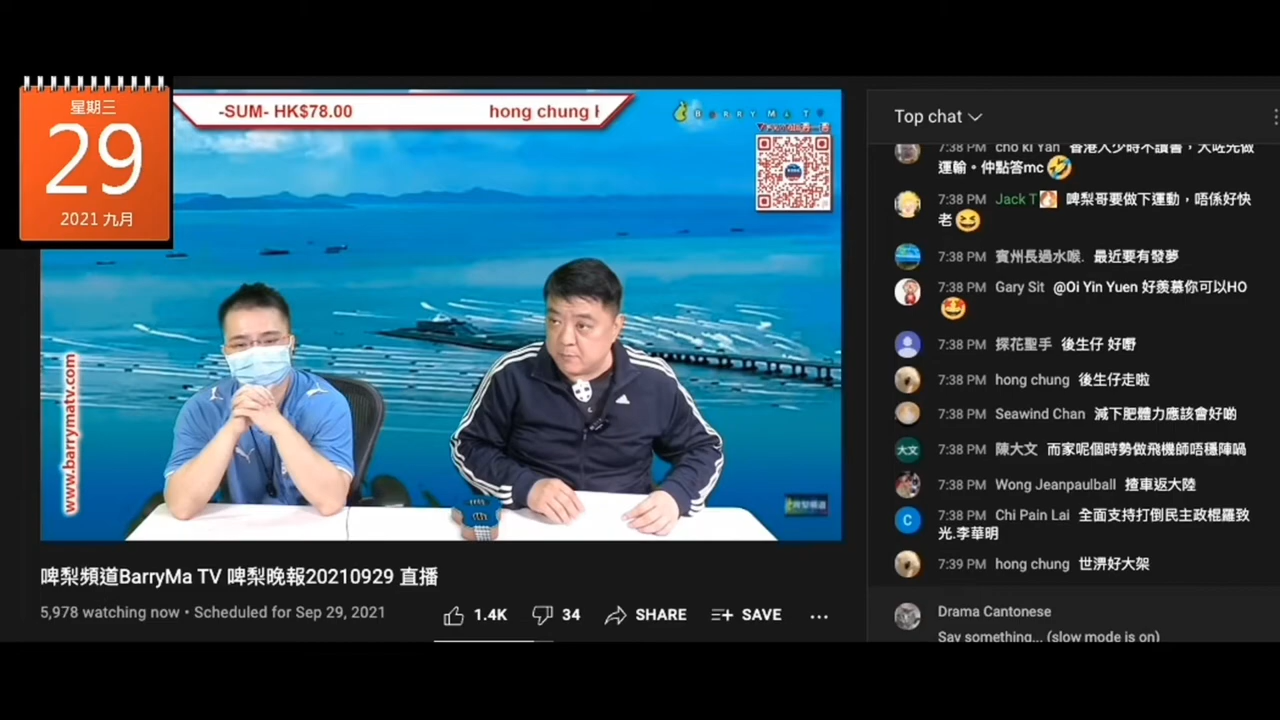 星期三
29
2021 九月
-SUM- HK$78.00
hong chung
BARRY MA TV
www.barrymatv.com
啤梨頻道
啤梨頻道BarryMa TV 啤梨晚報20210929 直播
5,978 watching now • Scheduled for Sep 29, 2021
1.4K
34
SHARE
SAVE
Top chat
7:38 PM cho ki Yan 香港人少時不讀書，大咗先做
運輸。仲點答mc
7:38 PM Jack T 啤梨哥要做下運動，唔係好快
老
7:38 PM 賓州長過水喉. 最近要有發夢
7:38 PM Gary Sit @Oi Yin Yuen 好羨慕你可以HO
7:38 PM 探花聖手 後生仔 好嘢
7:38 PM hong chung 後生仔走啦
7:38 PM Seawind Chan 減下肥體力應該會好啲
大文
7:38 PM 陳大文 而家呢個時勢做飛機師唔穩陣喎
7:38 PM Wong Jeanpaulball 揸車返大陸
C
7:38 PM Chi Pain Lai 全面支持打倒民主政棍羅致
光.李華明
7:39 PM hong chung 世淠好大架
Drama Cantonese
Say something... (slow mode is on)